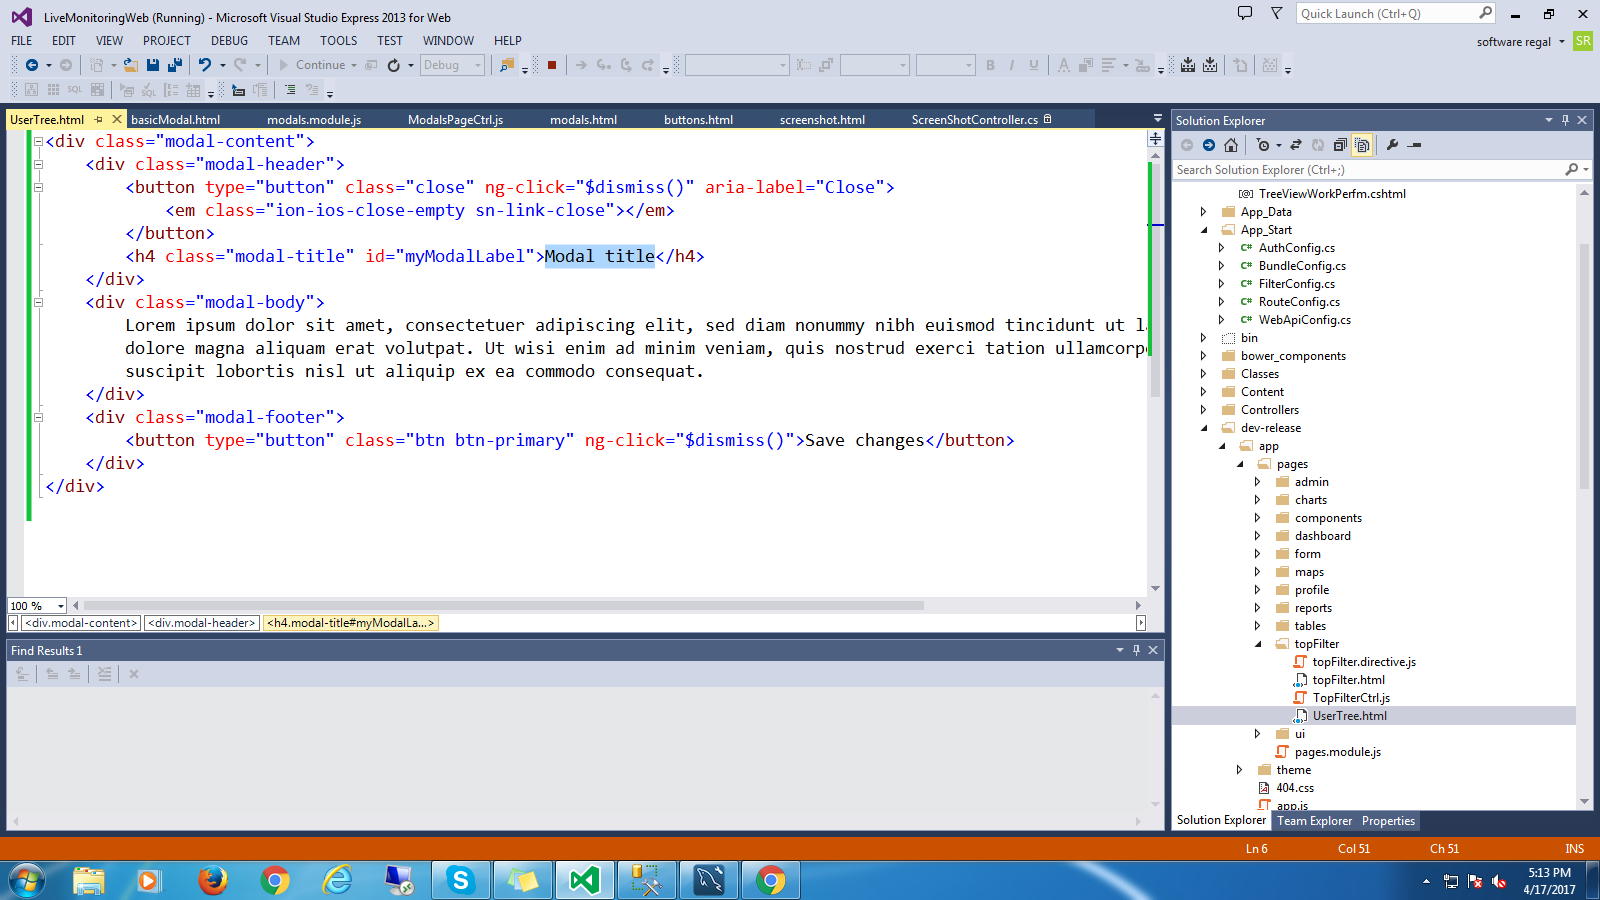 LiveMonitoringWeb (Running) - Microsoft Visual Studio Express 2013 for Web
Quick Launch (Ctrl+Q)
FILE EDIT VIEW PROJECT DEBUG TEAM TOOLS TEST WINDOW HELP
software regal
SR
Continue
Debug
UserTree.html
basicModal.html
modals.module.js
ModalsPageCtrl.js
modals.html
buttons.html
screenshot.html
ScreenShotController.cs
<div class="modal-content">
<div class="modal-header">
<button type="button" class="close" ng-click="$dismiss()" aria-label="Close">
<em class="ion-ios-close-empty sn-link-close"></em>
</button>
<h4 class="modal-title" id="myModalLabel">Modal title</h4>
</div>
<div class="modal-body">
Lorem ipsum dolor sit amet, consectetuer adipiscing elit, sed diam nonummy nibh euismod tincidunt ut
dolore magna aliquam erat volutpat. Ut wisi enim ad minim veniam, quis nostrud exerci tation
suscipit lobortis nisl ut aliquip ex ea commodo consequat.
</div>
<div class="modal-footer">
<button type="button" class="btn btn-primary" ng-click="$dismiss()">Save changes</button>
</div>
</div>
100 %
<div.modal-content> <div.modal-header> <h4.modal-title#myModalLa...>
Find Results 1
Solution Explorer
Search Solution Explorer (Ctrl+;)
TreeViewWorkPerfm.cshtml
App_Data
App_Start
C# AuthConfig.cs
C# BundleConfig.cs
C# FilterConfig.cs
C# RouteConfig.cs
C# WebApiConfig.cs
bin
bower_components
Classes
Content
Controllers
dev-release
app
pages
admin
charts
components
dashboard
form
maps
profile
reports
tables
topFilter
topFilter.directive.js
topFilter.html
TopFilterCtrl.js
UserTree.html
ui
pages.module.js
theme
404.css
app.js
Solution Explorer Team Explorer Properties
Ln 6 Col 51 Ch 51 INS
5:13 PM
4/17/2017